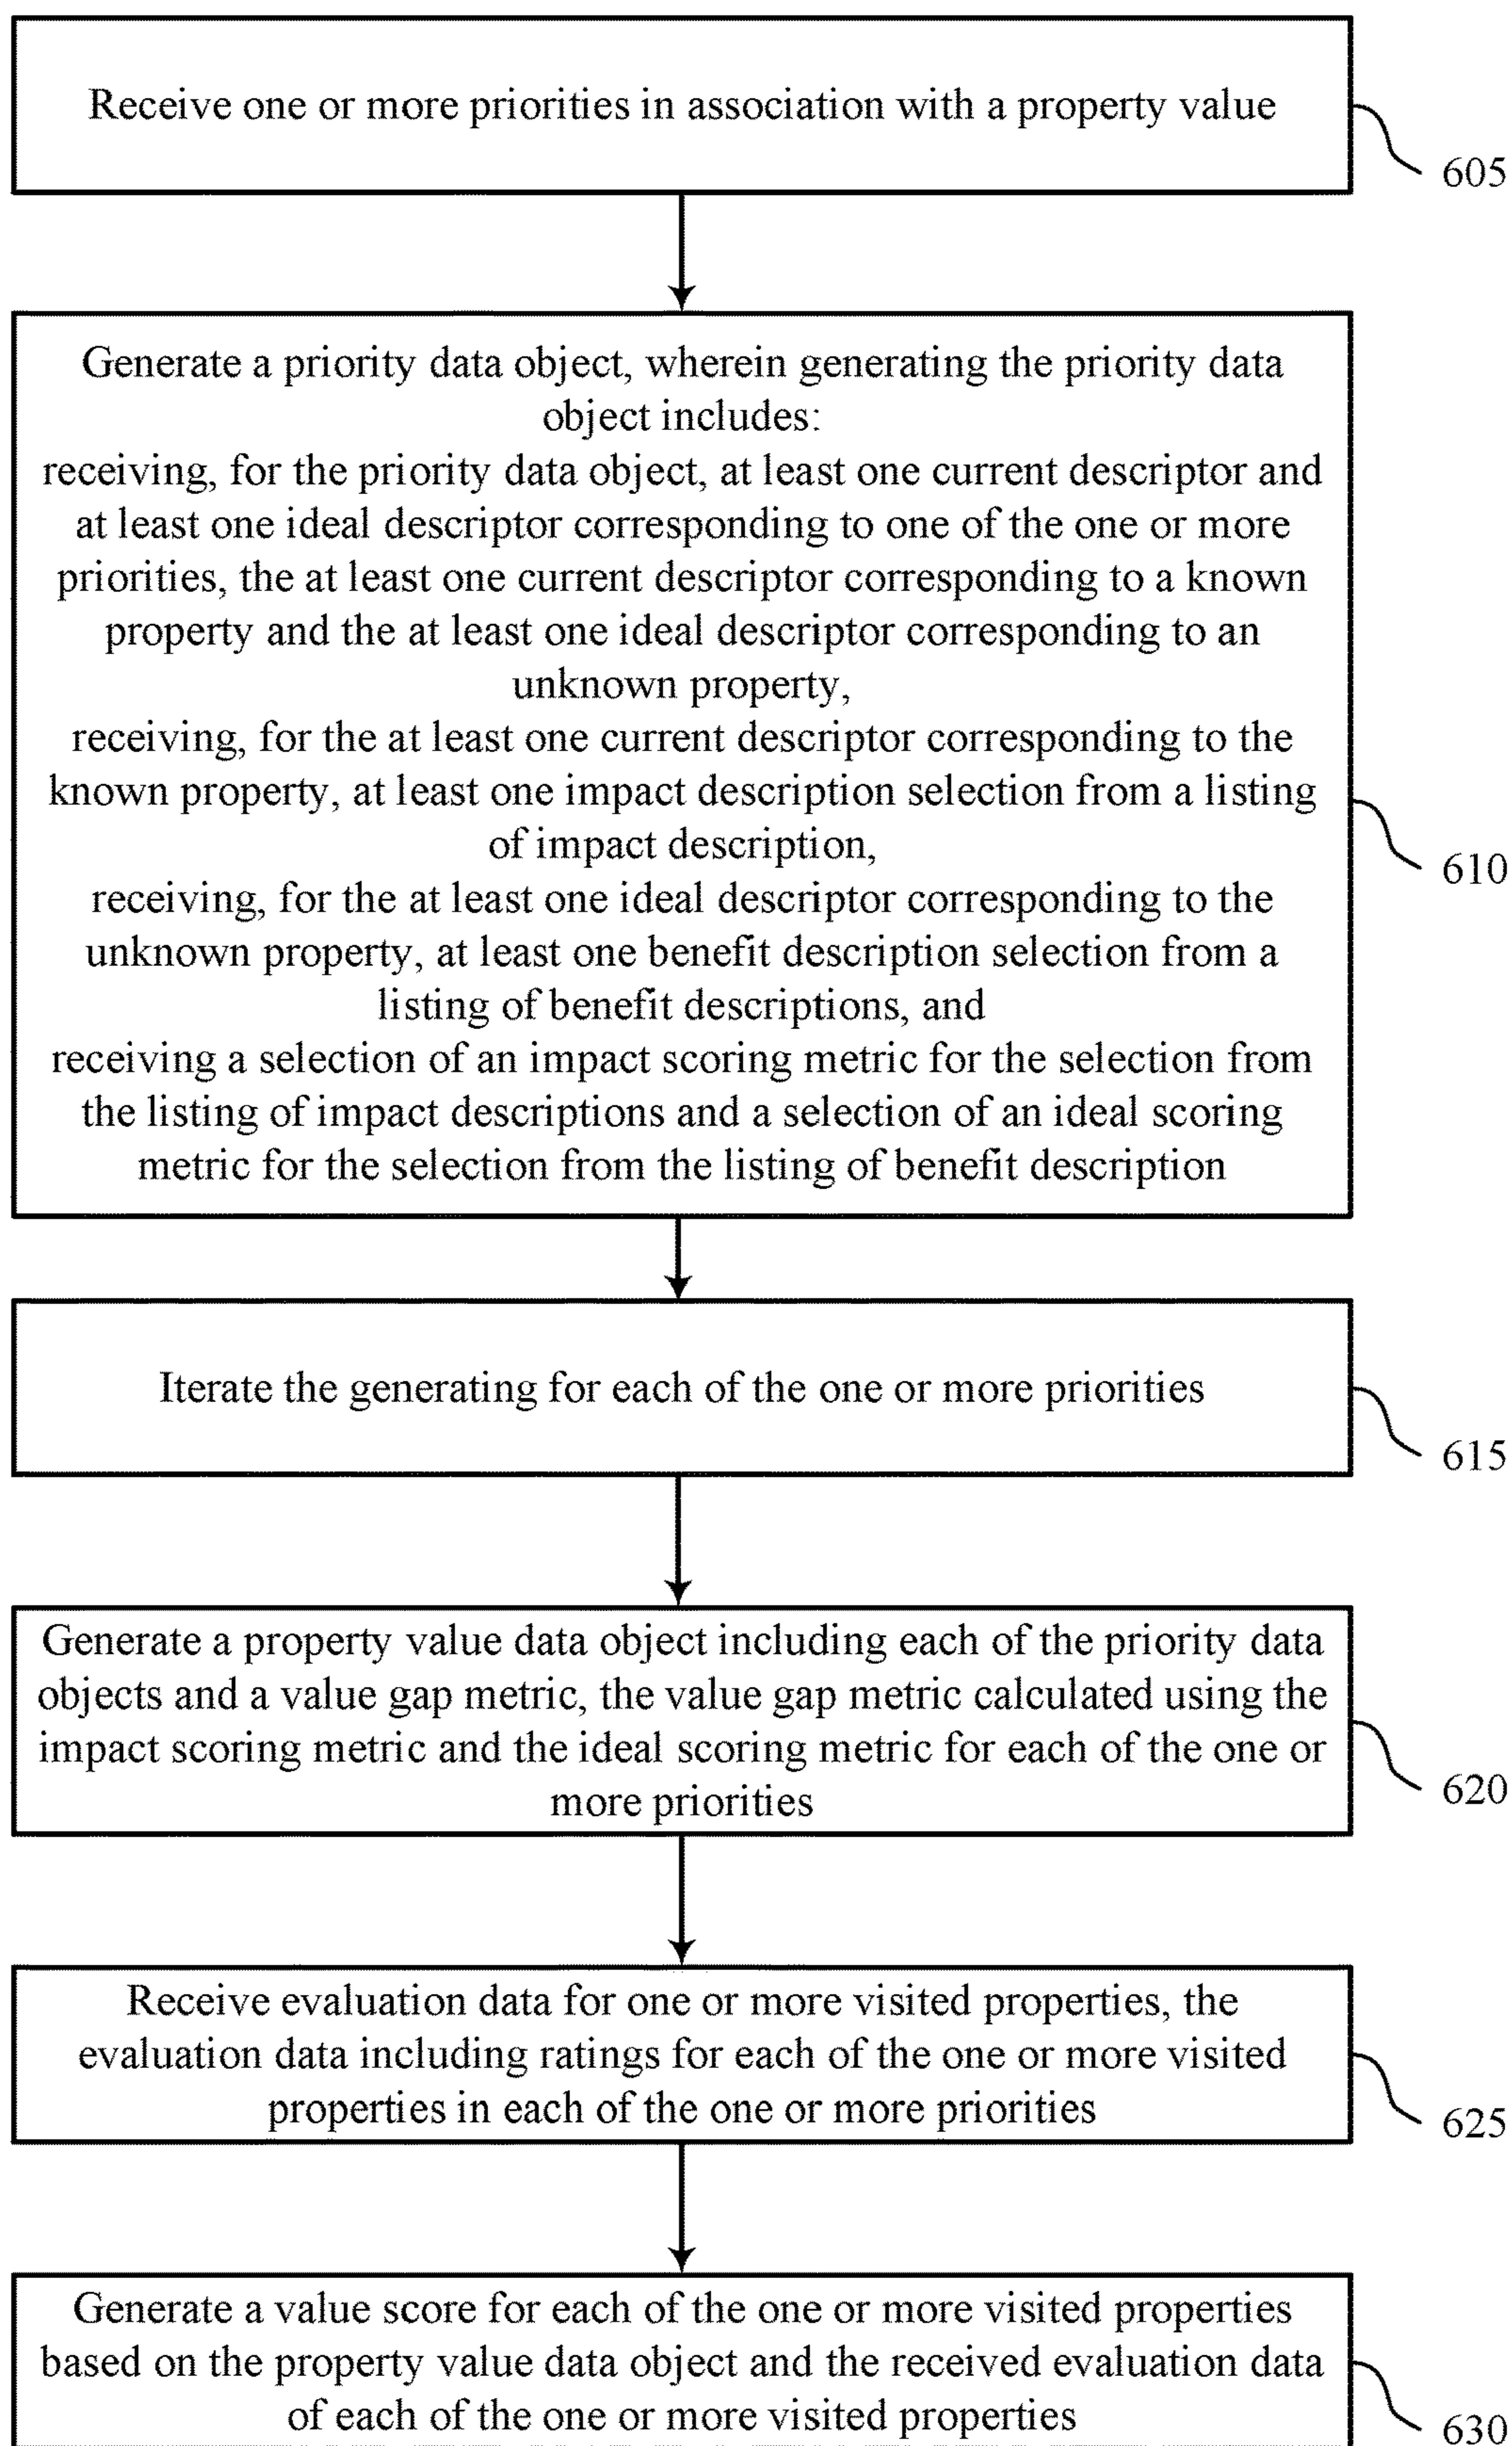 Receive one or more priorities in association with a property value
605
Generate a priority data object, wherein generating the priority data
object includes:
receiving, for the priority data object, at least one current descriptor and
at least one ideal descriptor corresponding to one of the one or more
priorities, the at least one current descriptor corresponding to a known
property and the at least one ideal descriptor corresponding to an
unknown property,
receiving, for the at least one current descriptor corresponding to the
known property, at least one impact description selection from a listing
of impact description,
receiving, for the at least one ideal descriptor corresponding to the
unknown property, at least one benefit description selection from a
listing of benefit descriptions, and
receiving a selection of an impact scoring metric for the selection from
the listing of impact descriptions and a selection of an ideal scoring
metric for the selection from the listing of benefit description
610
Iterate the generating for each of the one or more priorities
615
Generate a property value data object including each of the priority data
objects and a value gap metric, the value gap metric calculated using the
impact scoring metric and the ideal scoring metric for each of the one or
more priorities
620
Receive evaluation data for one or more visited properties, the
evaluation data including ratings for each of the one or more visited
properties in each of the one or more priorities
625
Generate a value score for each of the one or more visited properties
based on the property value data object and the received evaluation data
of each of the one or more visited properties
630